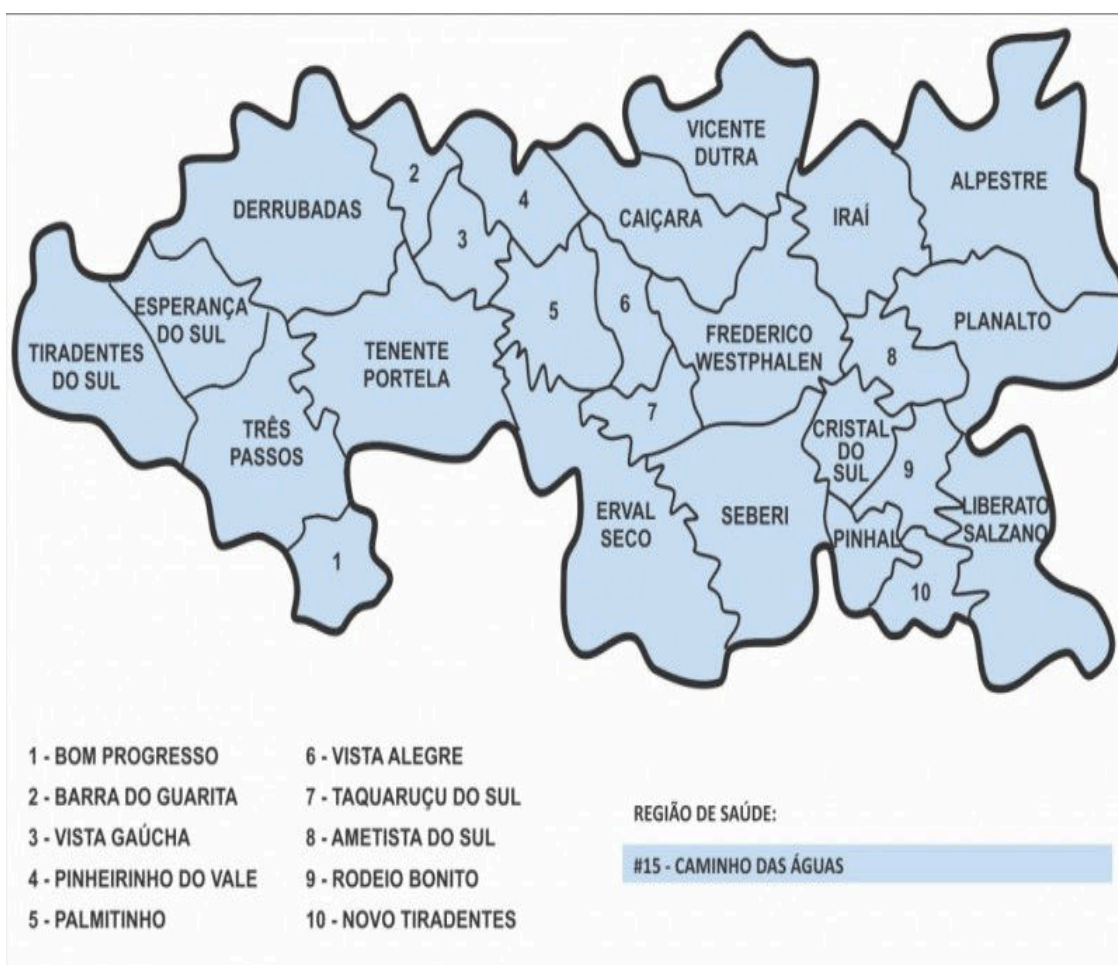 VICENTE
DUTRA
2
ALPESTRE
4
DERRUBADAS
CAIÇARA
IRAÍ
3
ESPERANÇA
DO SUL
5
6
PLANALTO
FREDERICO
WESTPHALEN
TIRADENTES
DO SUL
TENENTE
PORTELA
8
7
TRÊS
PASSOS
CRISTAL
DO
SUL
9
ERVAL
SECO
SEBERI
LIBERATO
SALZANO
PINHAL
1
10
1 - BOM PROGRESSO
2 - BARRA DO GUARITA
3 - VISTA GAÚCHA
4 - PINHEIRINHO DO VALE
5 - PALMITINHO
6 - VISTA ALEGRE
7 - TAQUARUÇU DO SUL
8 - AMETISTA DO SUL
9 - RODEIO BONITO
10 - NOVO TIRADENTES
REGIÃO DE SAÚDE:
#15 - CAMINHO DAS ÁGUAS